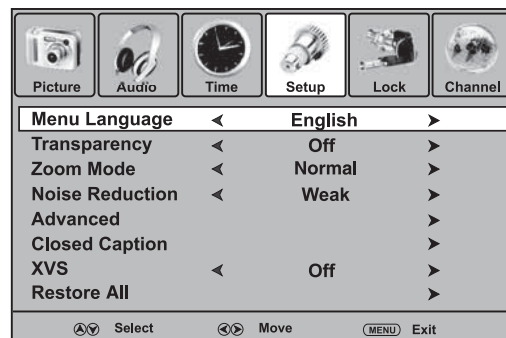 Picture Audio Time Setup Lock Channel
Menu Language English
Transparency Off
Zoom Mode Normal
Noise Reduction Weak
Advanced
Closed Caption
XVS Off
Restore All
Select Move MENU Exit